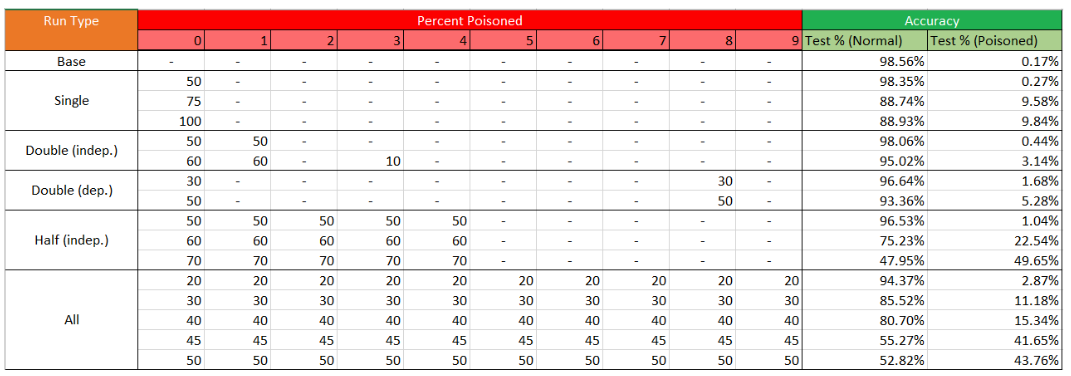 Run Type Percent Poisoned Accuracy
0 1 2 3 4 5 6 7 8 9 Test % (Normal) Test % (Poisoned)
Base - - - - - - - - - - 98.56% 0.17%
50 - - - - - - - - - 98.35% 0.27%
Single 75 - - - - - - - - - 88.74% 9.58%
100 - - - - - - - - - 88.93% 9.84%
Double (indep.) 50 50 - - - - - - - - 98.06% 0.44%
60 60 - 10 - - - - - - 95.02% 3.14%
Double (dep.) 30 - - - - - - - 30 - 96.64% 1.68%
50 - - - - - - - 50 - 93.36% 5.28%
50 50 50 50 50 - - - - - 96.53% 1.04%
Half (indep.) 60 60 60 60 60 - - - - - 75.23% 22.54%
70 70 70 70 70 - - - - - 47.95% 49.65%
20 20 20 20 20 20 20 20 20 20 94.37% 2.87%
30 30 30 30 30 30 30 30 30 30 85.52% 11.18%
All 40 40 40 40 40 40 40 40 40 40 80.70% 15.34%
45 45 45 45 45 45 45 45 45 45 55.27% 41.65%
50 50 50 50 50 50 50 50 50 50 52.82% 43.76%